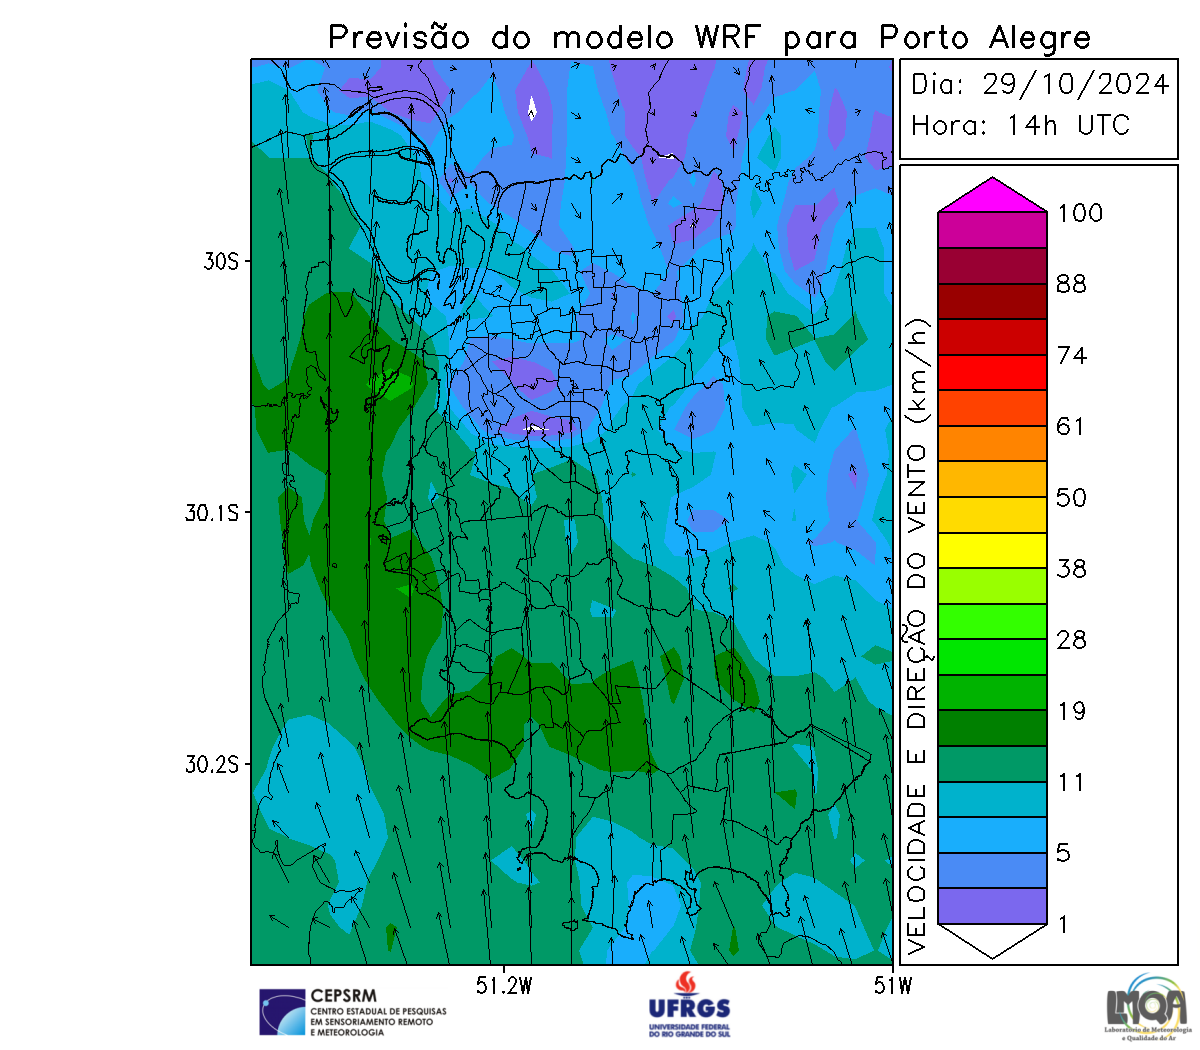 Previsão do modelo WRF para Porto Alegre
Dia: 29/10/2024
Hora: 14h UTC
30S
30.1S
30.2S
51.2W
51W
VELOCIDADE E DIREÇÃO DO VENTO (km/h)
100
88
74
61
50
38
28
19
11
5
1
CEPSRM
CENTRO ESTADUAL DE PESQUISAS
EM SENSORIAMENTO REMOTO
E METEOROLOGIA
UFRGS
UNIVERSIDADE FEDERAL
DO RIO GRANDE DO SUL
LMQA
Laboratório de Meteorologia
e Qualidade do Ar